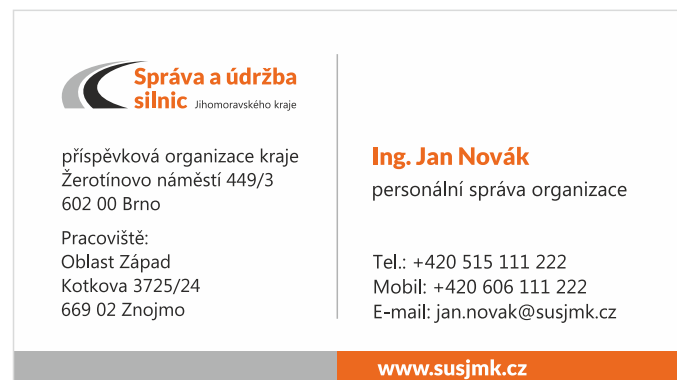 Správa a údržba
silnic Jihomoravského kraje
příspěvková organizace kraje
Žerotínovo náměstí 449/3
602 00 Brno
Pracoviště:
Oblast Západ
Kotkova 3725/24
669 02 Znojmo
Ing. Jan Novák
personální správa organizace
Tel.: +420 515 111 222
Mobil: +420 606 111 222
E-mail: jan.novak@susjmk.cz
www.susjmk.cz